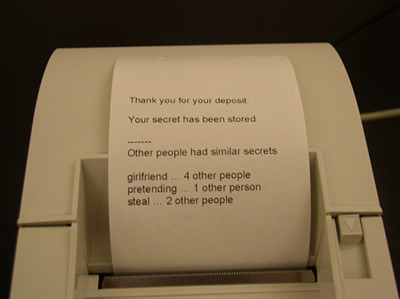 Thank you for your deposit.
Your secret has been stored.
-------
Other people had similar secrets
girlfriend ... 4 other people
pretending ... 1 other person
steal ... 2 other people